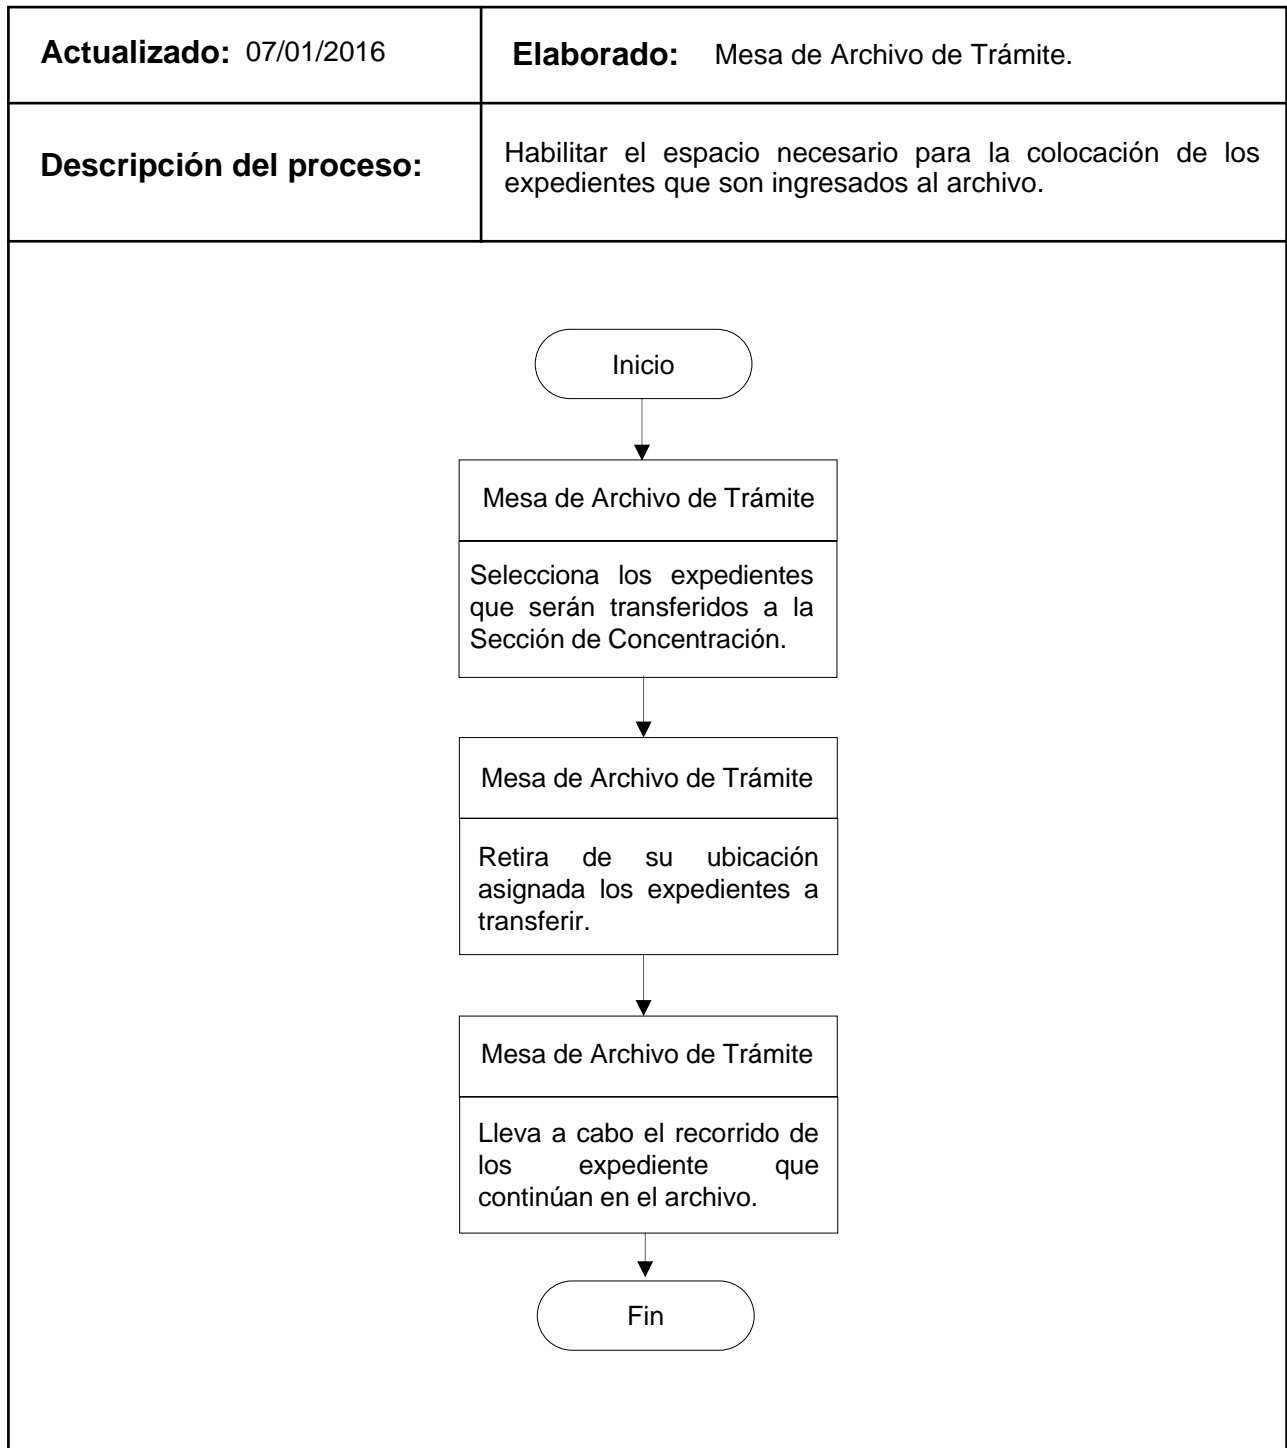 Actualizado: 07/01/2016
Elaborado: Mesa de Archivo de Trámite.
Descripción del proceso:
Habilitar el espacio necesario para la colocación de los
expedientes que son ingresados al archivo.
Inicio
Mesa de Archivo de Trámite
Selecciona los expedientes
que serán transferidos a la
Sección de Concentración.
Mesa de Archivo de Trámite
Retira de su ubicación
asignada los expedientes a
transferir.
Mesa de Archivo de Trámite
Lleva a cabo el recorrido de
los expediente que
continúan en el archivo.
Fin